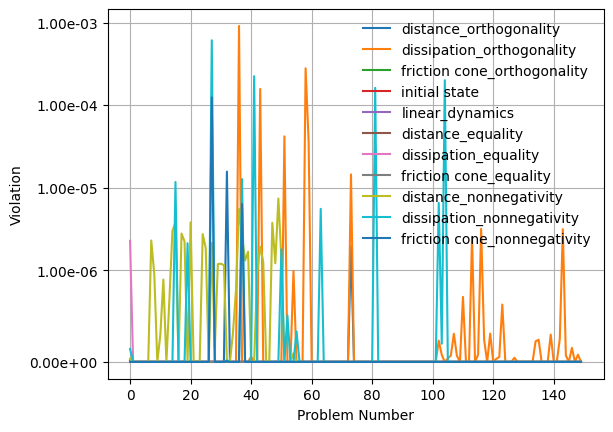 1.00e-03
1.00e-04
1.00e-05
1.00e-06
0.00e+00
Violation
distance_orthogonality
dissipation_orthogonality
friction cone_orthogonality
initial state
linear_dynamics
distance_equality
dissipation_equality
friction cone_equality
distance_nonnegativity
dissipation_nonnegativity
friction cone_nonnegativity
0 20 40 60 80 100 120 140
Problem Number